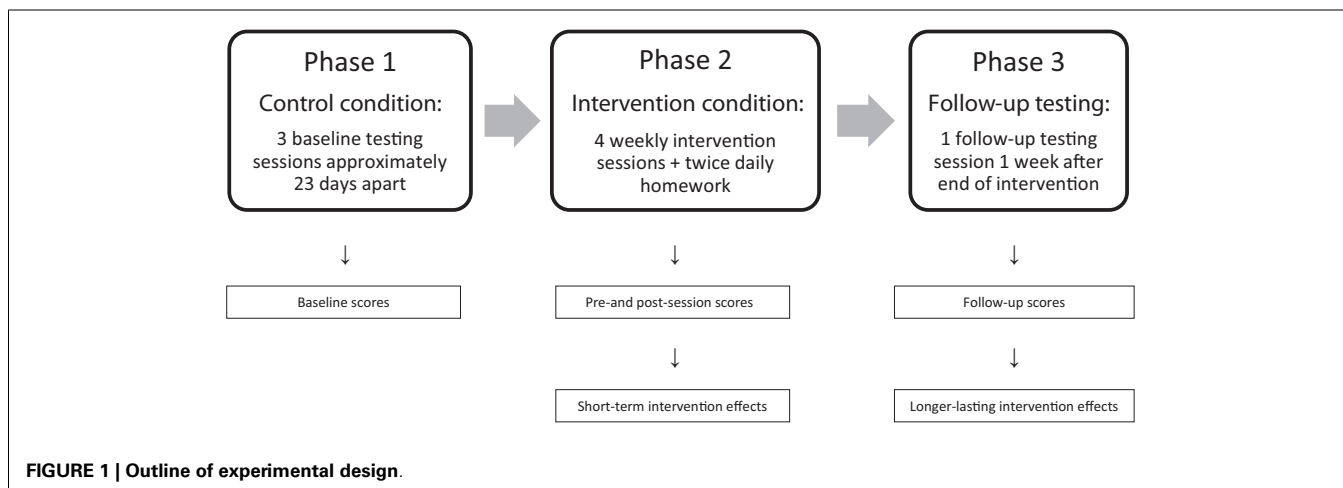 Phase 1
Control condition:
3 baseline testing
sessions approximately
23 days apart
Phase 2
Intervention condition:
4 weekly intervention
sessions + twice daily
homework
Phase 3
Follow-up testing:
1 follow-up testing
session 1 week after
end of intervention
↓
↓
↓
Baseline scores
Pre-and post-session scores
Follow-up scores
↓
↓
Short-term intervention effects
Longer-lasting intervention effects
FIGURE 1 | Outline of experimental design.